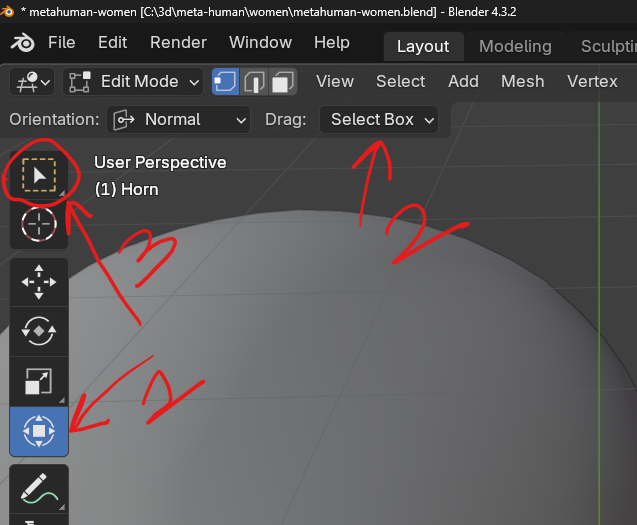 * metahuman-women [C:\3d\meta-human\women\metahuman-women.blend] - Blender 4.3.2
File Edit Render Window Help Layout Modeling Sculpti
Edit Mode View Select Add Mesh Vertex
Orientation: Normal Drag: Select Box
User Perspective
(1) Horn
2
3
2